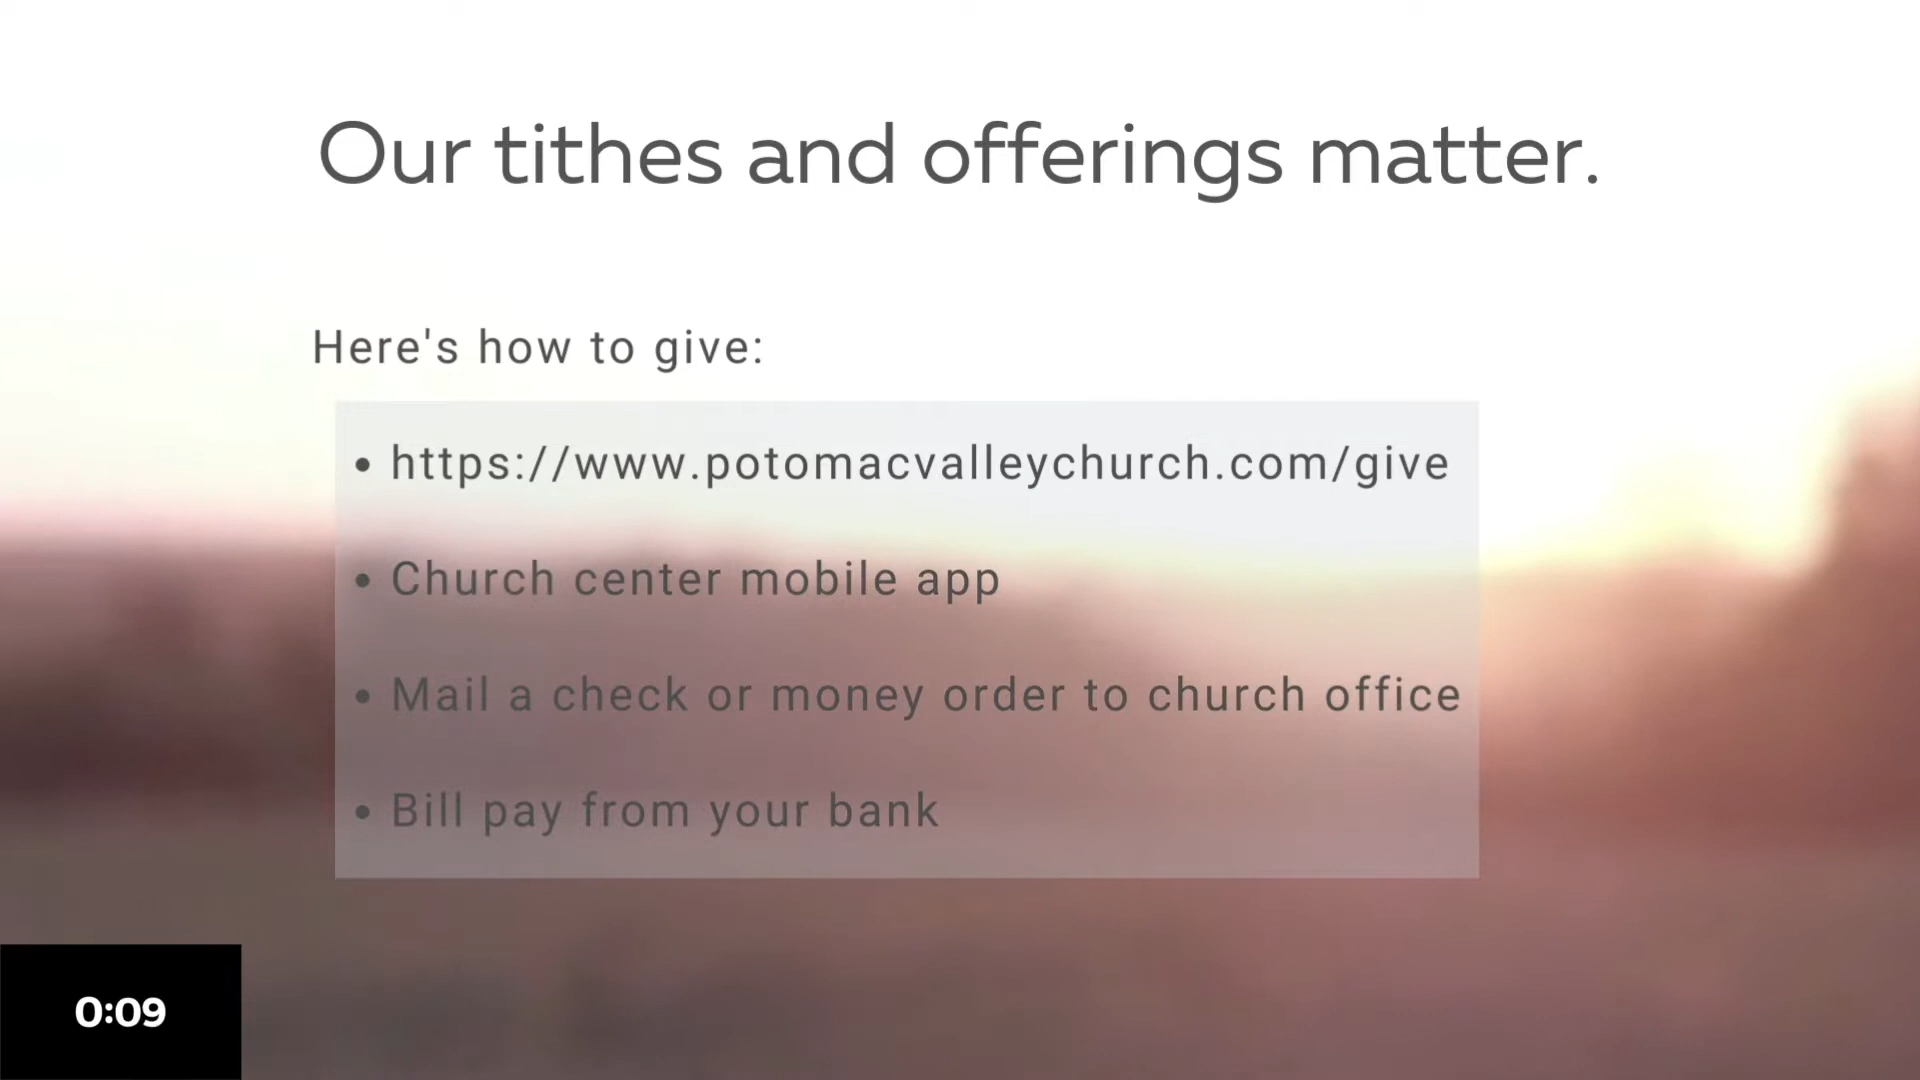 Our tithes and offerings matter.
Here's how to give:
• https://www.potomacvalleychurch.com/give
• Church center mobile app
• Mail a check or money order to church office
• Bill pay from your bank
0:09